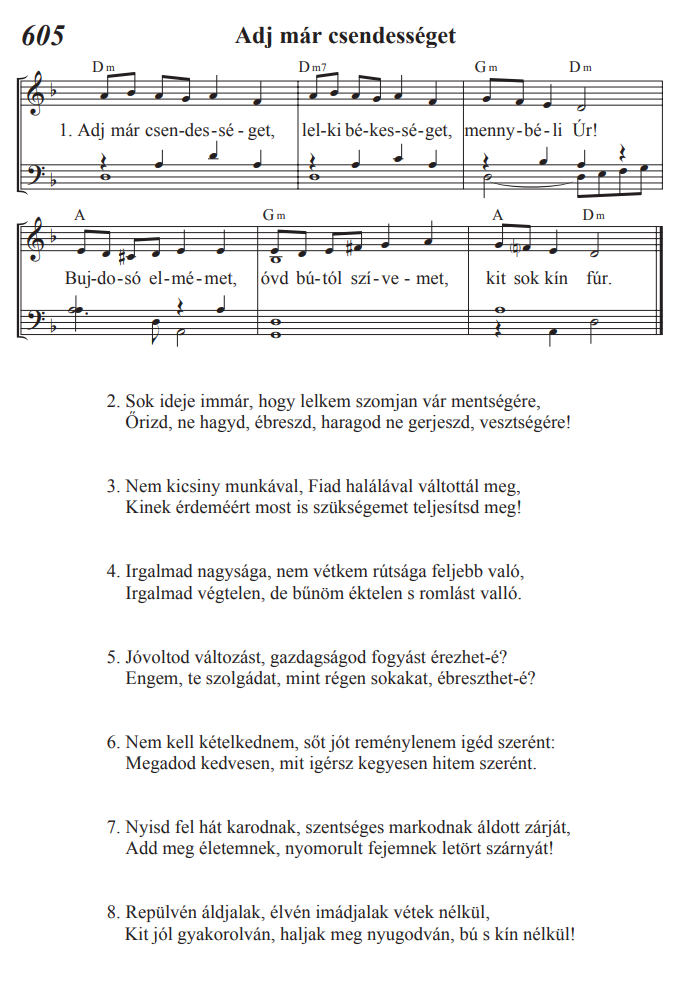 605 Adj már csendességet
Dm Dm7 Gm Dm
1. Adj már csen-des-sé-get, lel-ki bé-kes-sé-get, menny-bé-li Úr!
A Gm A Dm
Buj-do-só el-mé-met, óvd bú-tól szí-ve-met, kit sok kín fúr.
2. Sok ideje immár, hogy lelkem szomjan vár mentségére,
Őrizd, ne hagyd, ébreszd, haragod ne gerjeszd, vesztségére!
3. Nem kicsiny munkával, Fiad halálával váltottál meg,
Kinek érdeméért most is szükségemet teljesítsd meg!
4. Irgalmad nagysága, nem vétkem rútsága feljebb való,
Irgalmad végtelen, de bűnöm éktelen s romlást valló.
5. Jóvoltod változást, gazdagságod fogyást érezhet-é?
Engem, te szolgádat, mint régen sokakat, ébreszthet-é?
6. Nem kell kételkednem, sőt jót reménylenem igéd szerént:
Megadod kedvesen, mit igérsz kegyesen hitem szerént.
7. Nyisd fel hát karodnak, szentséges markodnak áldott zárját,
Add meg életemnek, nyomorult fejemnek letört szárnyát!
8. Repülvén áldjalak, élvén imádjalak vétek nélkül,
Kit jól gyakorolván, haljak meg nyugodván, bú s kín nélkül!